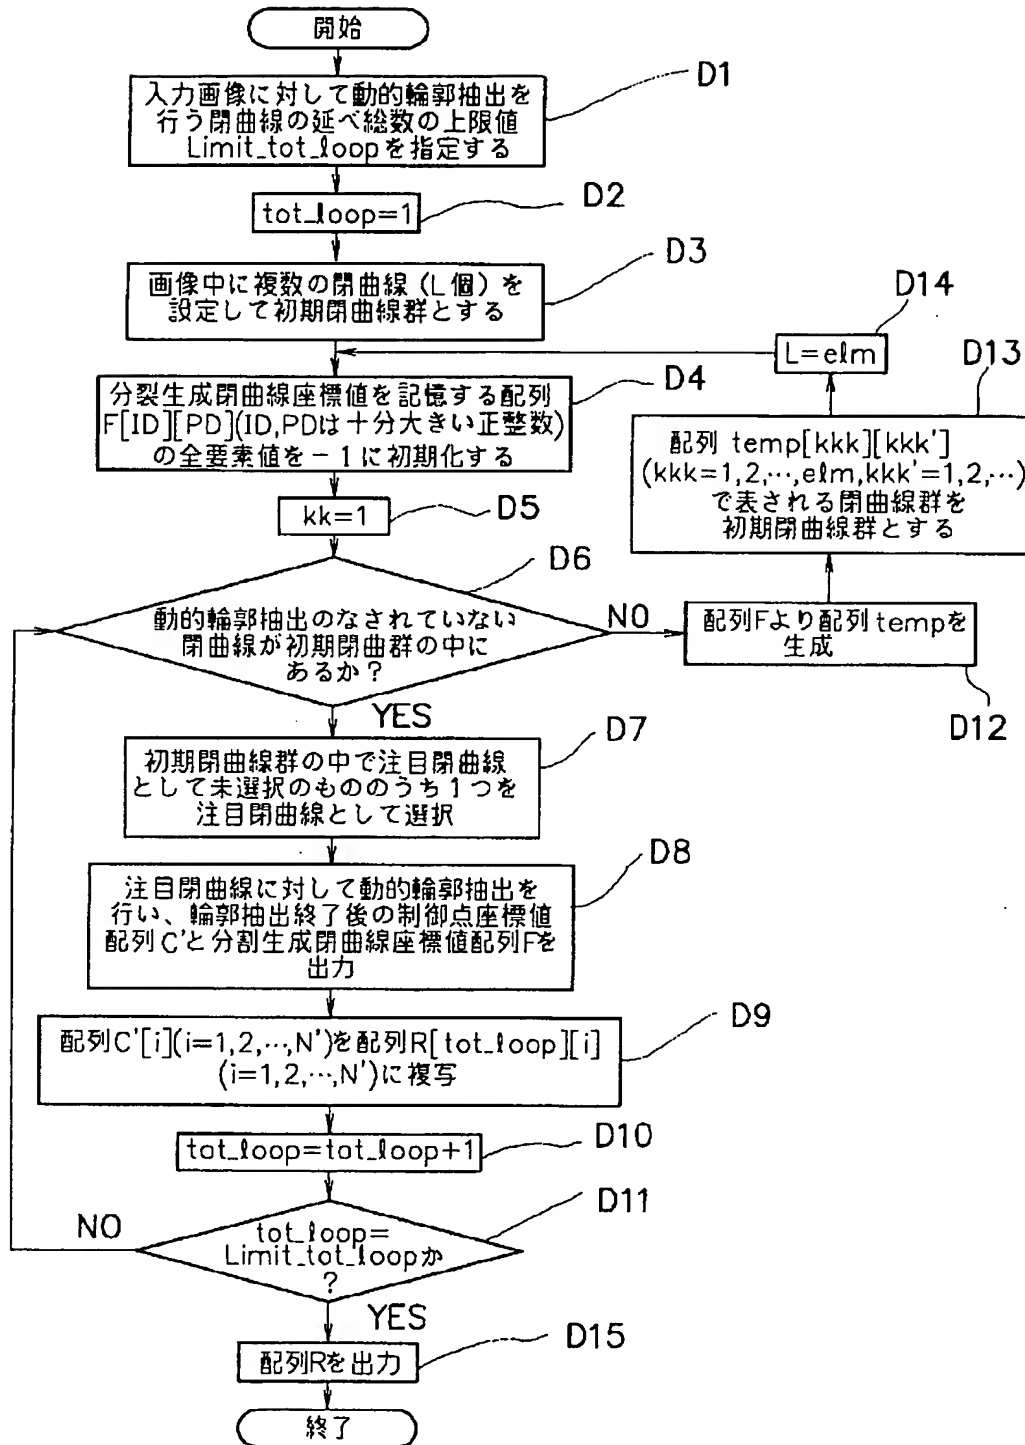 開始
入力画像に対して動的輪郭抽出を
行う閉曲線の延べ総数の上限値
Limit_tot_loopを指定する
D1
tot_loop=1
D2
画像中に複数の閉曲線(L個)を
設定して初期閉曲線群とする
D3
分裂生成閉曲線座標値を記憶する配列
F[ID][PD](ID,PDは十分大きい正整数)
の全要素値を-1に初期化する
D4
kk=1
D5
動的輪郭抽出のなされていない
閉曲線が初期閉曲群の中に
あるか?
D6
NO
YES
初期閉曲線群の中で注目閉曲線
として未選択のもののうち1つを
注目閉曲線として選択
D7
注目閉曲線に対して動的輪郭抽出を
行い、輪郭抽出終了後の制御点座標値
配列C'と分割生成閉曲線座標値配列Fを
出力
D8
配列C'[i](i=1,2,…,N')を配列R[tot_loop][i]
(i=1,2,…,N')に複写
D9
tot_loop=tot_loop+1
D10
tot_loop=
Limit_tot_loopか
?
D11
NO
YES
配列Rを出力
D15
終了
配列Fより配列tempを
生成
D12
配列 temp[kkk][kkk']
(kkk=1,2,…,elm,kkk'=1,2,…)
で表される閉曲線群を
初期閉曲線群とする
D13
L=elm
D14